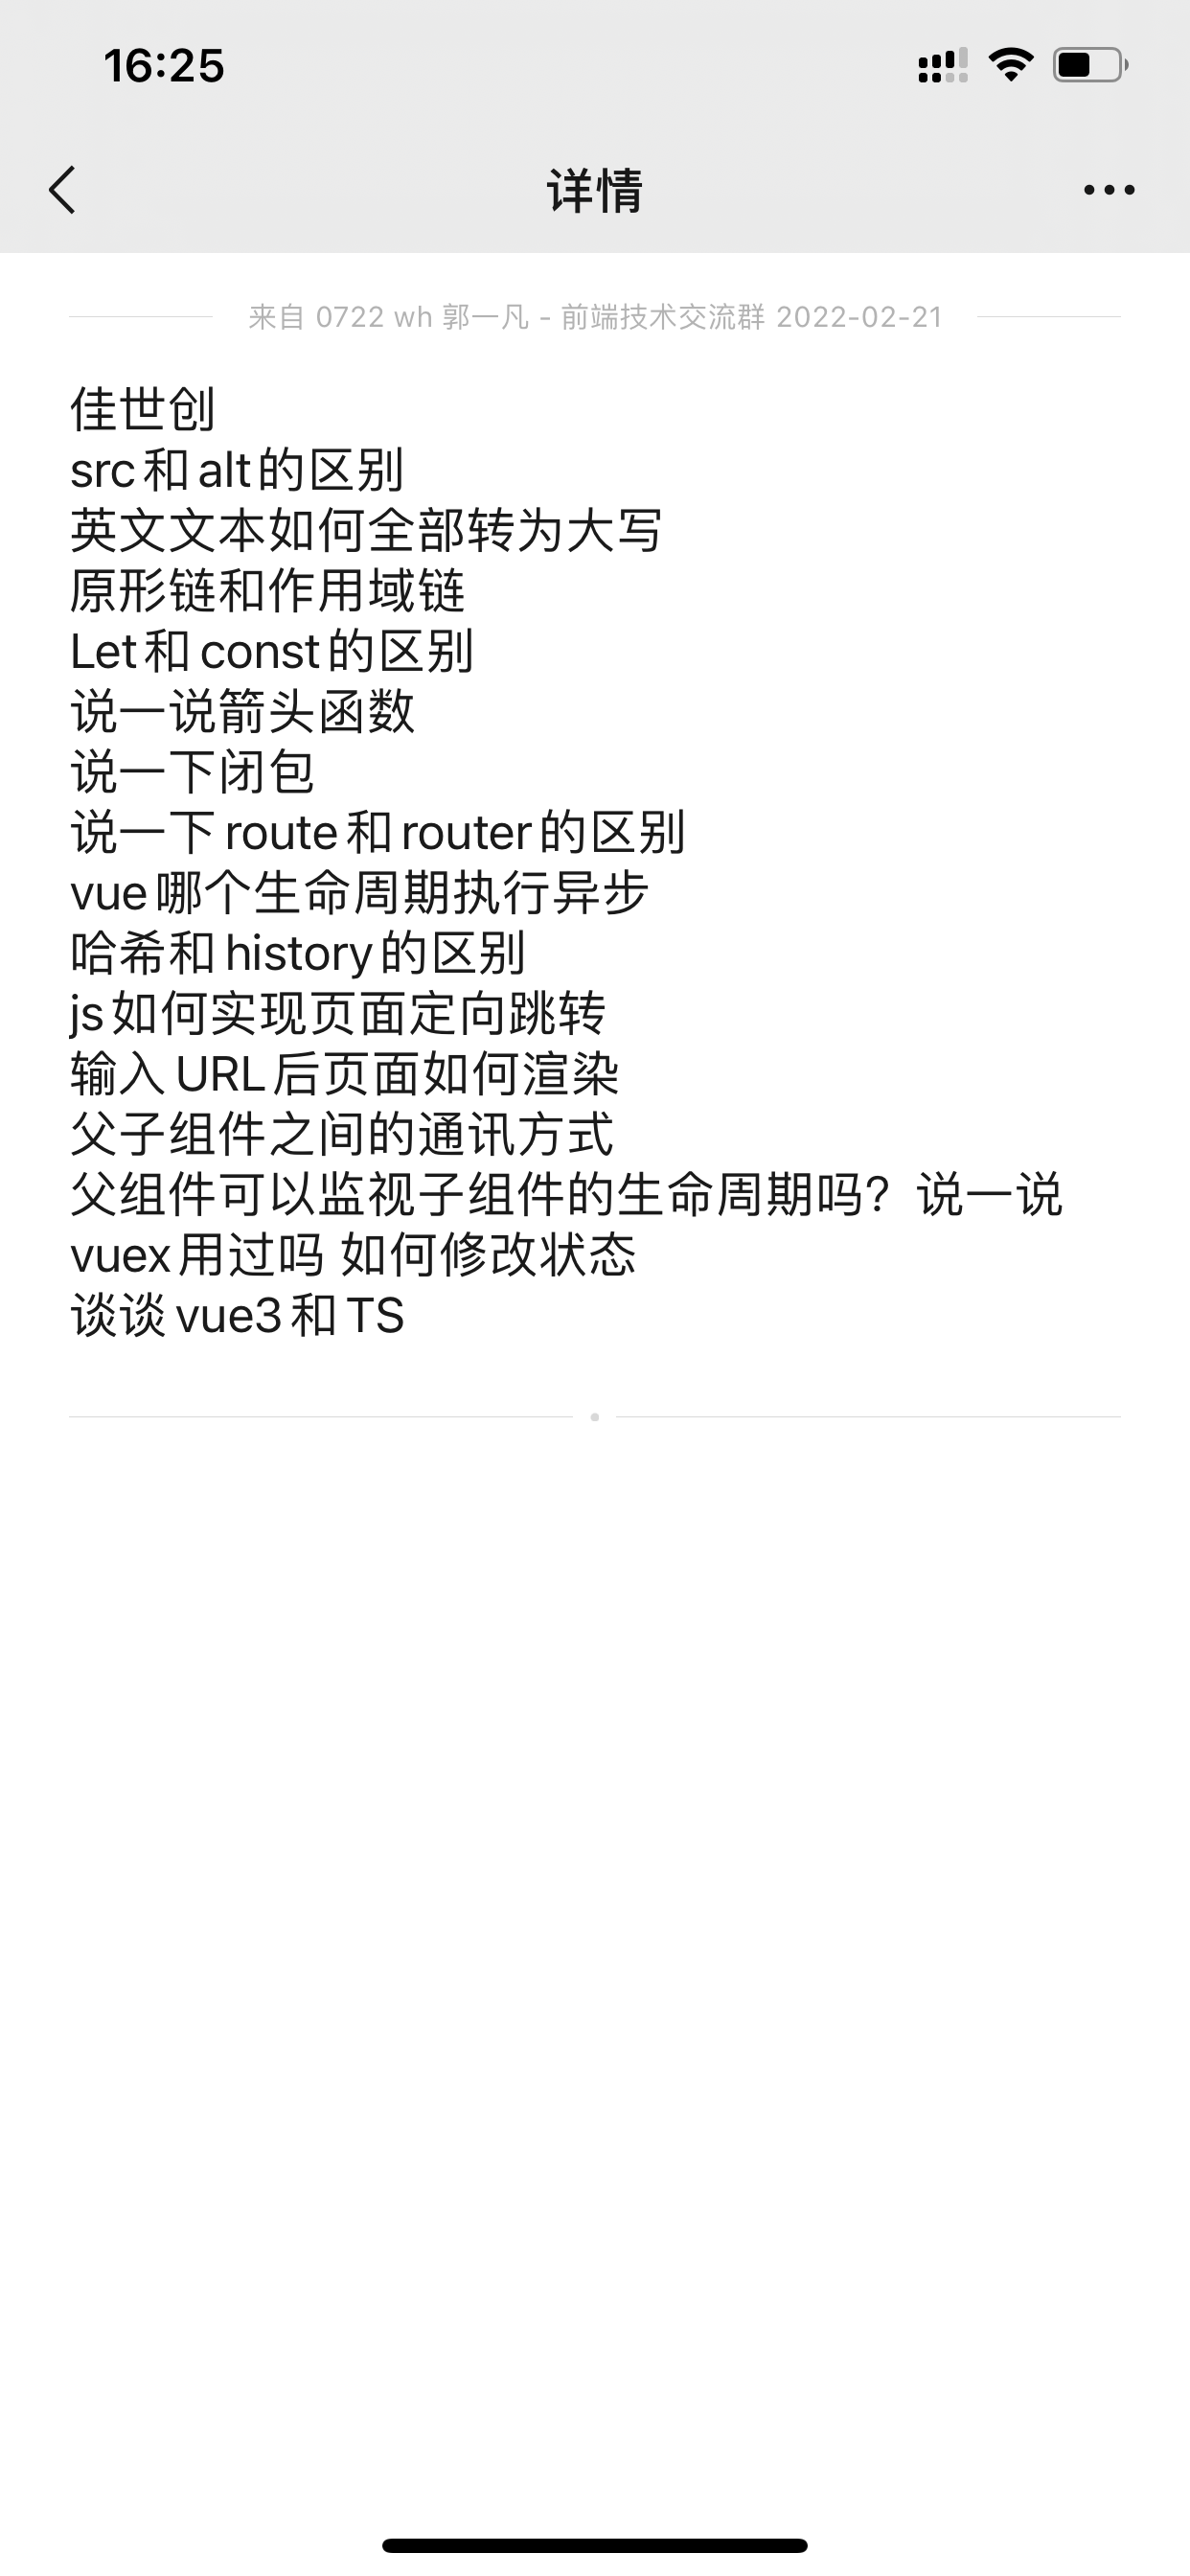 16:25
详情
来自 0722 wh 郭一凡 - 前端技术交流群 2022-02-21
佳世创
src和alt的区别
英文文本如何全部转为大写
原形链和作用域链
Let和const的区别
说一说箭头函数
说一下闭包
说一下route和router的区别
vue哪个生命周期执行异步
哈希和history的区别
js如何实现页面定向跳转
输入URL后页面如何渲染
父子组件之间的通讯方式
父组件可以监视子组件的生命周期吗？说一说
vuex用过吗 如何修改状态
谈谈vue3和TS